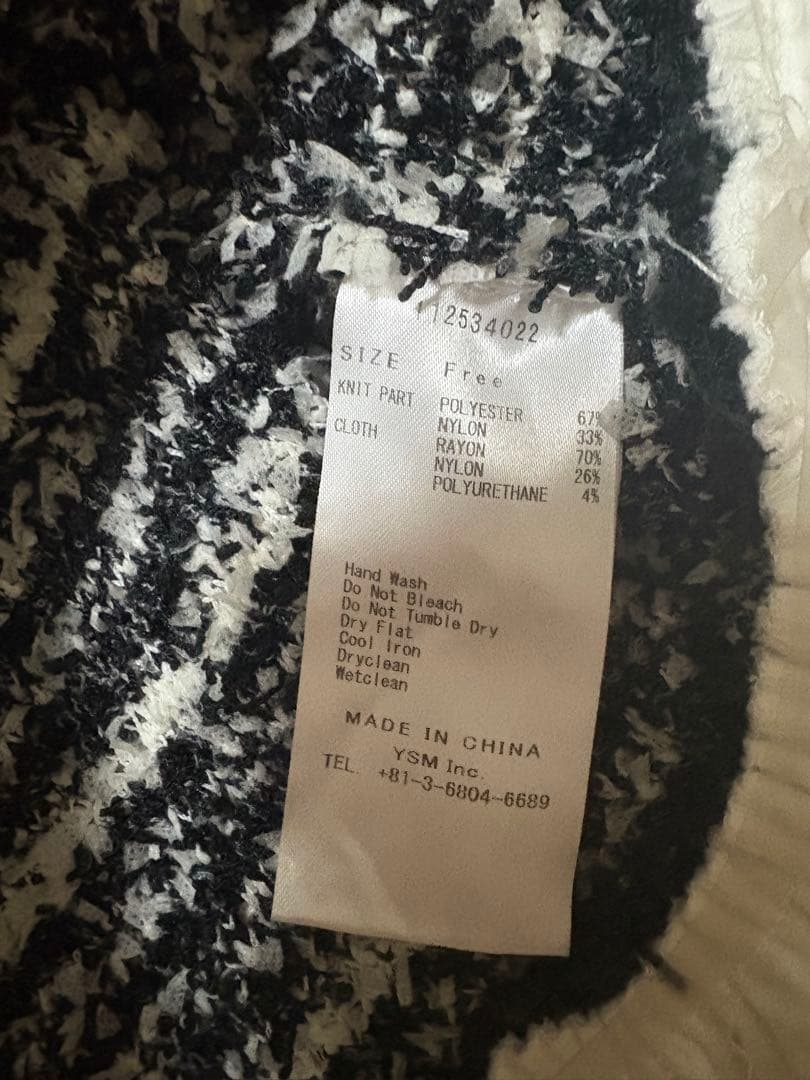 112534022
SIZE Free
KNIT PART POLYESTER 67%
NYLON 33%
CLOTH RAYON 70%
NYLON 26%
POLYURETHANE 4%
Hand Wash
Do Not Bleach
Do Not Tumble Dry
Dry Flat
Cool Iron
Dryclean
Wetclean
MADE IN CHINA
YSM Inc.
TEL. +81-3-6804-6689